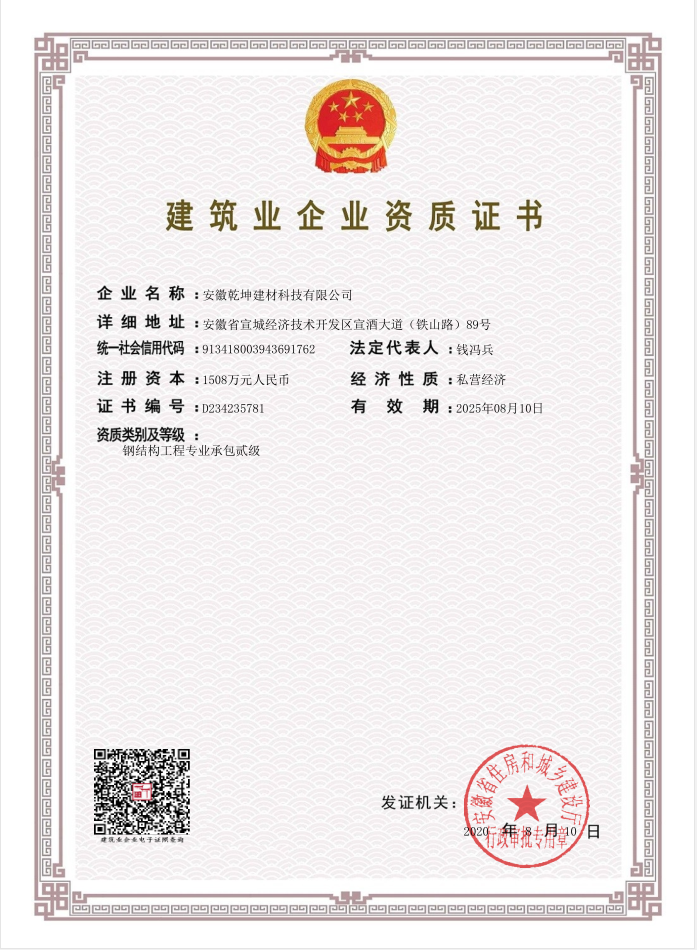 建筑业企业资质证书
企业名称:安徽乾坤建材科技有限公司
详细地址:安徽省宣城经济技术开发区宣酒大道（铁山路）89号
统一社会信用代码:913418003943691762 法定代表人:钱冯兵
注册资本:1508万元人民币 经济性质:私营经济
证书编号:D234235781 有效期:2025年08月10日
资质类别及等级:
钢结构工程专业承包贰级
安徽省住房和城乡建设厅
发证机关:
2020年8月10日
行政审批专用章
建筑业企业电子证照查询